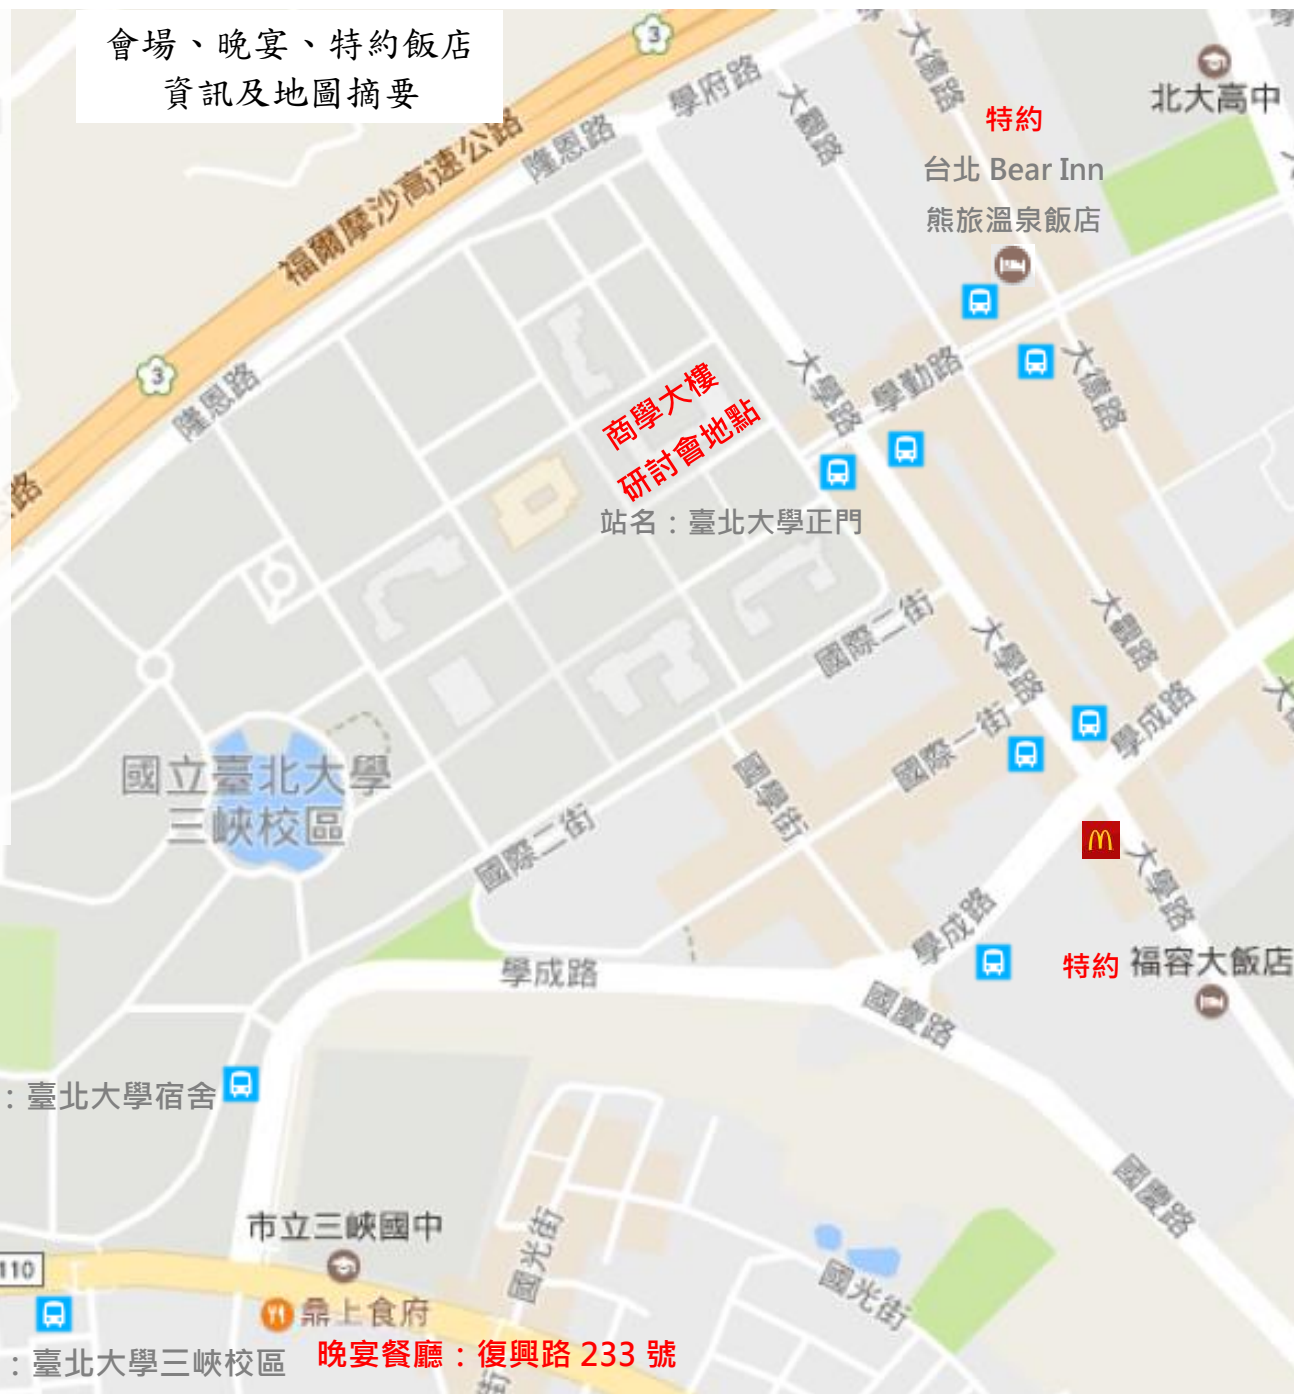 會場、晚宴、特約飯店
資訊及地圖摘要
3
學府路
大觀路
大德路
北大高中
特約
台北 Bear Inn
熊旅溫泉飯店
隆恩路
福爾摩沙高速公路
3
隆恩路
路
商學大樓
研討會地點
大學路
學勤路
大德路
站名：臺北大學正門
國際二街
大學路
大觀路
學成路
國際一街
國學街
國立臺北大學
三峽校區
國際二街
大學路
學成路
學成路
特約 福容大飯店
國慶路
：臺北大學宿舍
國慶路
市立三峽國中
國光街
110
鼎上食府
國光街
：臺北大學三峽校區
晚宴餐廳：復興路 233 號
街